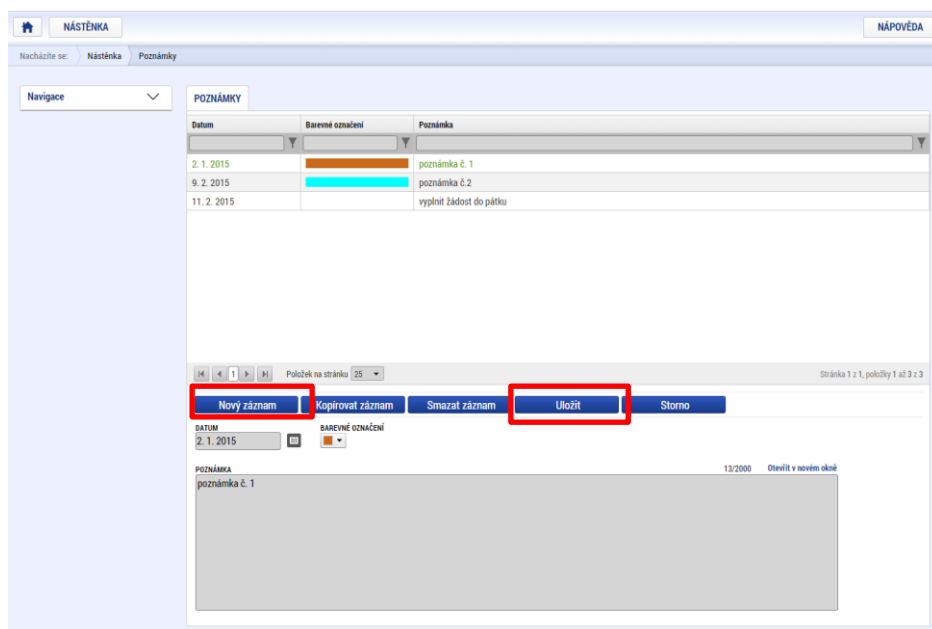 NÁSTĚNKA NÁPOVĚDA
Nacházíte se: Nástěnka Poznámky
Navigace
POZNÁMKY
Datum Barevné označení Poznámka
2. 1. 2015 poznámka č. 1
9. 2. 2015 poznámka č.2
11. 2. 2015 vyplnit žádost do pátku
1 Položek na stránku 25 Stránka 1 z 1, položky 1 až 3 z 3
Nový záznam Kopírovat záznam Smazat záznam Uložit Storno
DATUM BAREVNÉ OZNAČENÍ
2. 1. 2015
POZNÁMKA 13/2000 Otevřít v novém okně
poznámka č. 1